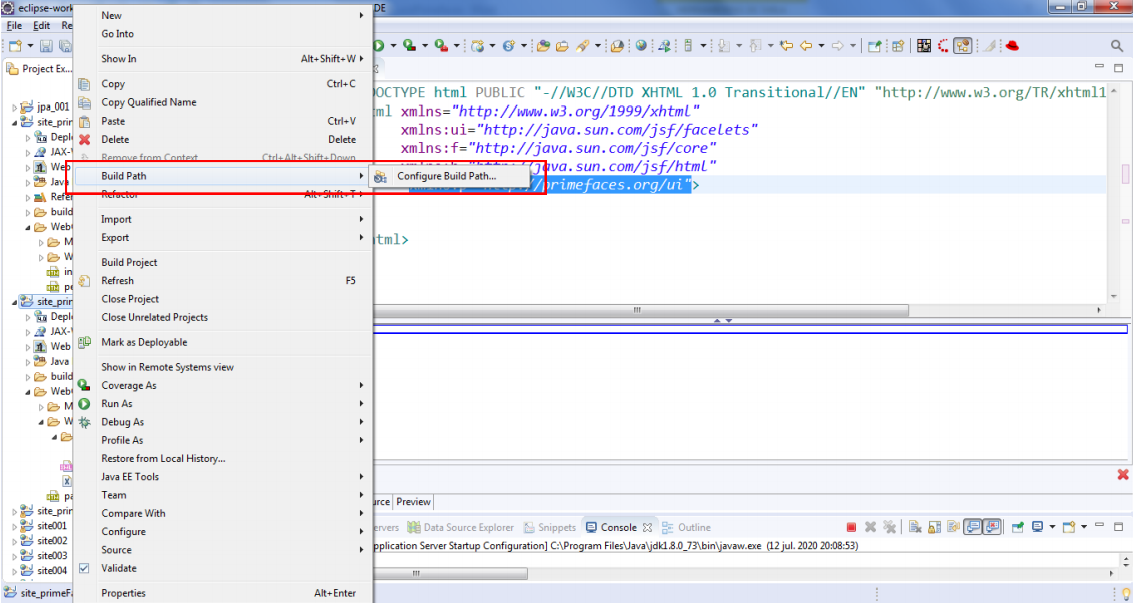 eclipse-work
DE
File Edit Re
Project Ex...
jpa_001
site_prin
Depl
JAX-
Web
Java
Refer
build
Web
M
W
in
pe
site_prim
Depl
JAX-
Web
Java
build
Web
M
W
pa
site_prin
site001
site002
site003
site004
site_primeFa
New
Go Into
Show In Alt+Shift+W
Copy Ctrl+C
Copy Qualified Name
Paste Ctrl+V
Delete Delete
Remove from Context Ctrl+Alt+Shift+Down
Build Path
Refactor Alt+Shift+T
Import
Export
Build Project
Refresh F5
Close Project
Close Unrelated Projects
Mark as Deployable
Show in Remote Systems view
Coverage As
Run As
Debug As
Profile As
Restore from Local History...
Java EE Tools
Team
Compare With
Configure
Source
Validate
Properties Alt+Enter
Configure Build Path...
OCTYPE html PUBLIC "-//W3C//DTD XHTML 1.0 Transitional//EN" "http://www.w3.org/TR/xhtml1
ml xmlns="http://www.w3.org/1999/xhtml"
xmlns:ui="http://java.sun.com/jsf/facelets"
xmlns:f="http://java.sun.com/jsf/core"
java.sun.com/jsf/html"
primefaces.org/ui">
tml>
urce Preview
ervers Data Source Explorer Snippets Console Outline
pplication Server Startup Configuration] C:\Program Files\Java\jdk1.8.0_73\bin\javaw.exe (12 jul. 2020 20:08:53)